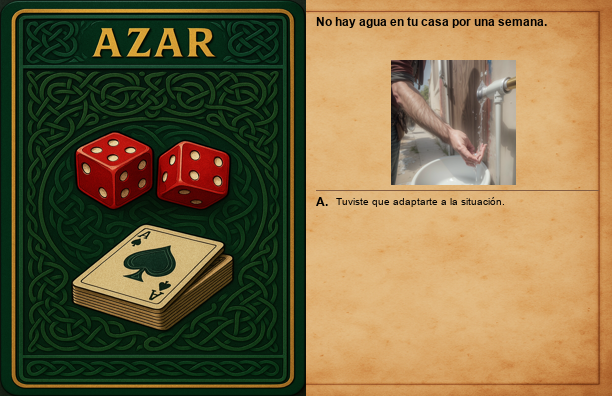 AZAR
A
A
No hay agua en tu casa por una semana.
A. Tuviste que adaptarte a la situación.